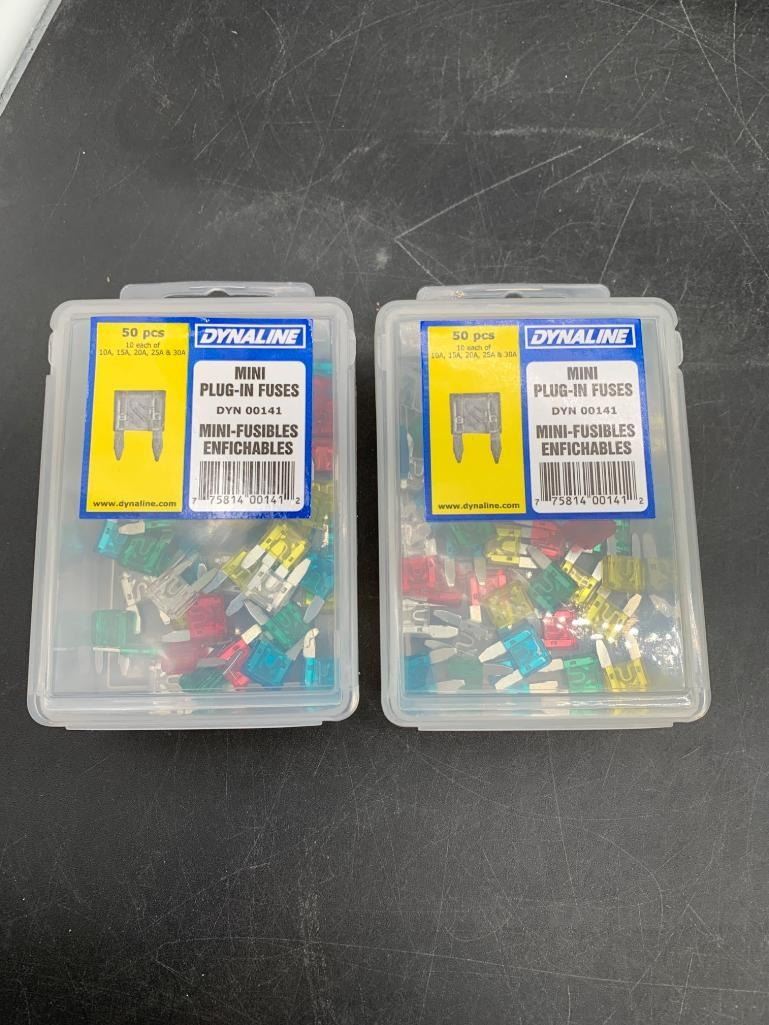 50 pcs
10 each of
10A, 15A, 20A, 25A & 30A
www.dynaline.com
DYNALINE
MINI
PLUG-IN FUSES
DYN 00141
MINI-FUSIBLES
ENFICHABLES
7 75814 00141 2
50 pcs
10 each of
10A, 15A, 20A, 25A & 30A
www.dynaline.com
DYNALINE
MINI
PLUG-IN FUSES
DYN 00141
MINI-FUSIBLES
ENFICHABLES
7 75814 00141 2